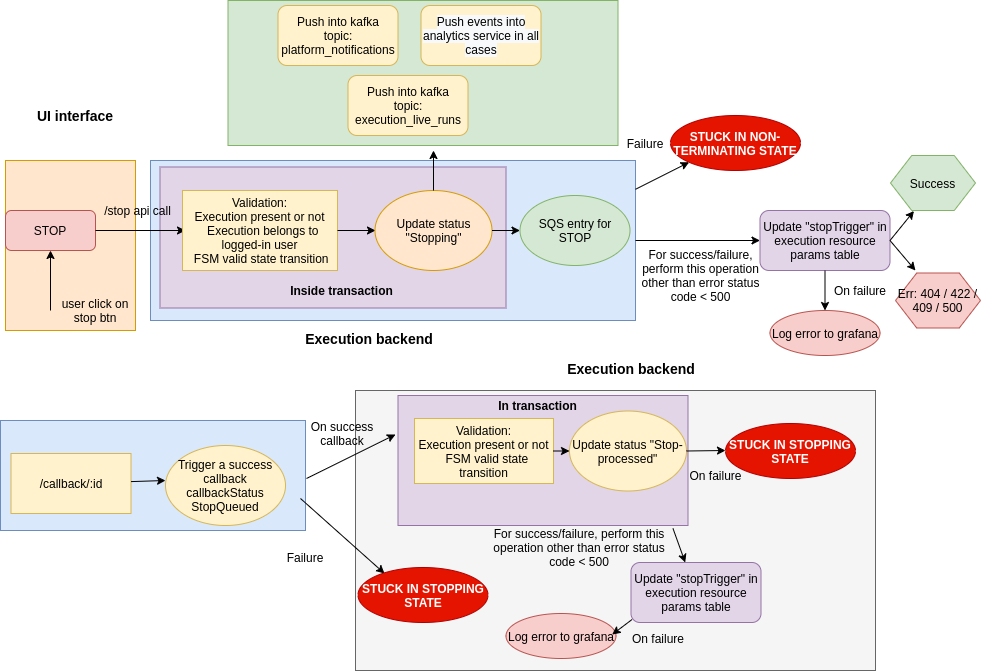 Push into kafka
topic:
platform_notifications
Push events into
analytics service in all
cases
Push into kafka
topic:
execution_live_runs
UI interface
STOP
user click on
stop btn
/stop api call
Validation:
Execution present or not
Execution belongs to
logged-in user
FSM valid state transition
Update status
"Stopping"
Inside transaction
SQS entry for
STOP
Execution backend
Failure
STUCK IN NON-
TERMINATING STATE
For success/failure,
perform this operation
other than error status
code < 500
Update "stopTrigger" in
execution resource
params table
Success
Err: 404 / 422 /
409 / 500
On failure
Log error to grafana
Execution backend
/callback/:id
Trigger a success
callback
callbackStatus
StopQueued
On success
callback
Failure
In transaction
Validation:
Execution present or not
FSM valid state
transition
Update status "Stop-
processed"
On failure
STUCK IN STOPPING
STATE
STUCK IN STOPPING
STATE
For success/failure, perform this
operation other than error status
code < 500
Update "stopTrigger" in
execution resource
params table
On failure
Log error to grafana